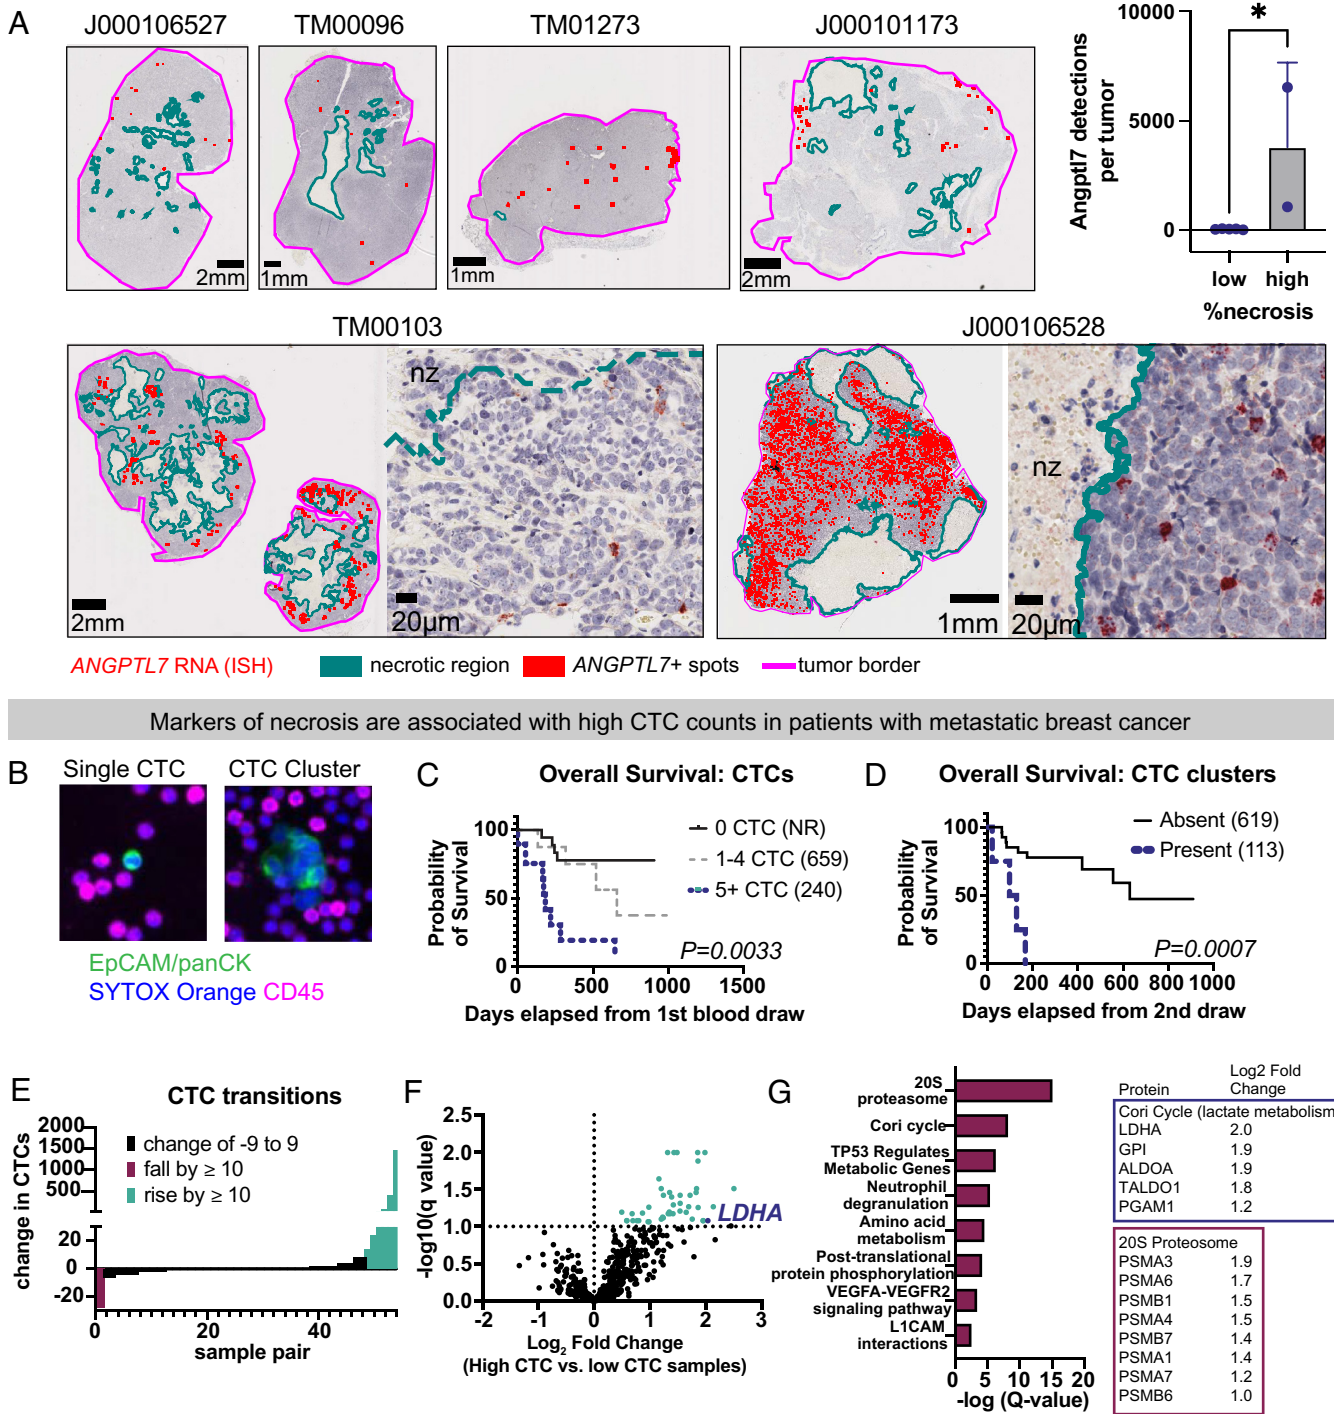 A
J000106527
TM00096
TM01273
J000101173
2mm
1mm
1mm
2mm
Angptl7 detections
per tumor
10000
5000
0
*
low
high
%necrosis
TM00103
J000106528
nz
2mm
20µm
nz
1mm
20µm
ANGPTL7 RNA (ISH)
necrotic region
ANGPTL7+ spots
tumor border
Markers of necrosis are associated with high CTC counts in patients with metastatic breast cancer
B
Single CTC
CTC Cluster
EpCAM/panCK
SYTOX Orange CD45
C
Overall Survival: CTCs
Probability
of Survival
100
50
0
0 CTC (NR)
1-4 CTC (659)
5+ CTC (240)
P=0.0033
0 500 1000 1500
Days elapsed from 1st blood draw
D
Overall Survival: CTC clusters
Probability
of Survival
100
50
0
Absent (619)
Present (113)
P=0.0007
0 200 400 600 800 1000
Days elapsed from 2nd draw
E
CTC transitions
change in CTCs
2000
1500
1000
500
20
0
-20
change of -9 to 9
fall by ≥ 10
rise by ≥ 10
0 20 40
sample pair
F
-log10(q value)
2.5
2.0
1.5
1.0
0.5
0.0
LDHA
-2 -1 0 1 2 3
Log2 Fold Change
(High CTC vs. low CTC samples)
G
20S
proteasome
Cori cycle
TP53 Regulates
Metabolic Genes
Neutrophil
degranulation
Amino acid
metabolism
Post-translational
protein phosphorylation
VEGFA-VEGFR2
signaling pathway
L1CAM
interactions
0 5 10 15 20
-log (Q-value)
Log2 Fold
Protein Change
Cori Cycle (lactate metabolism
LDHA 2.0
GPI 1.9
ALDOA 1.9
TALDO1 1.8
PGAM1 1.2
20S Proteosome
PSMA3 1.9
PSMA6 1.7
PSMB1 1.5
PSMA4 1.5
PSMB7 1.4
PSMA1 1.4
PSMA7 1.2
PSMB6 1.0